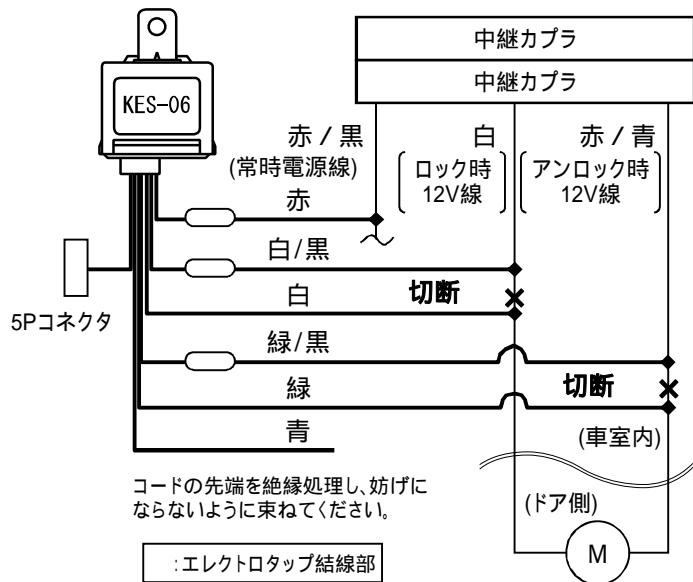 中継カプラ
中継カプラ
KES-06
赤 / 黒
(常時電源線)
白
ロック時
12V線
赤 / 青
アンロック時
12V線
赤
白/黒
白
切断
5Pコネクタ
緑/黒
緑
切断
青
(車室内)
コードの先端を絶縁処理し、妨げに
ならないように束ねてください。
(ドア側)
:エレクトロタップ結線部
M